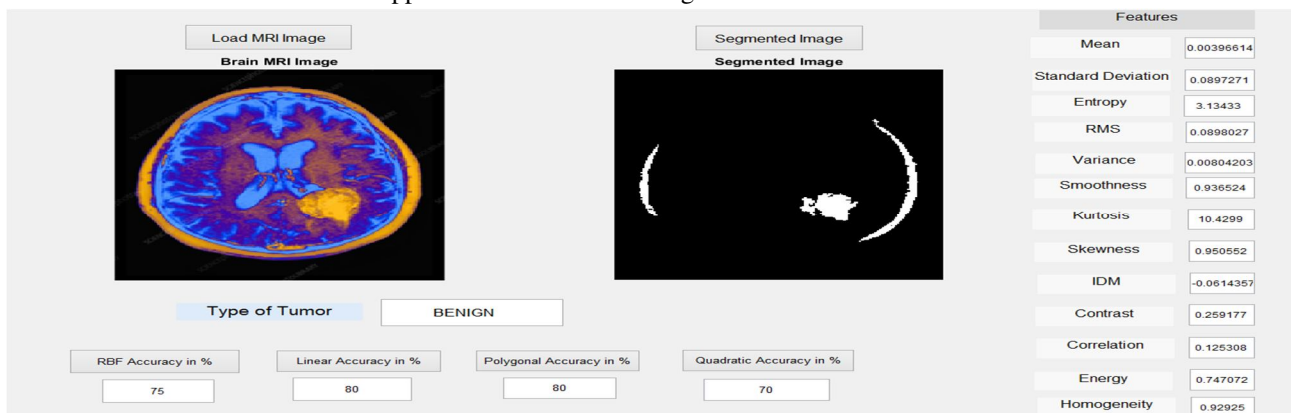 Load MRI Image
Brain MRI Image
Type of Tumor BENIGN
RBF Accuracy in %
75
Linear Accuracy in %
80
Polygonal Accuracy in %
80
Quadratic Accuracy in %
70
Segmented Image
Segmented Image
Features
Mean 0.00396614
Standard Deviation 0.0897271
Entropy 3.13433
RMS 0.0898027
Variance 0.00804203
Smoothness 0.936524
Kurtosis 10.4299
Skewness 0.950552
IDM -0.0614357
Contrast 0.259177
Correlation 0.125308
Energy 0.747072
Homogeneity 0.92925